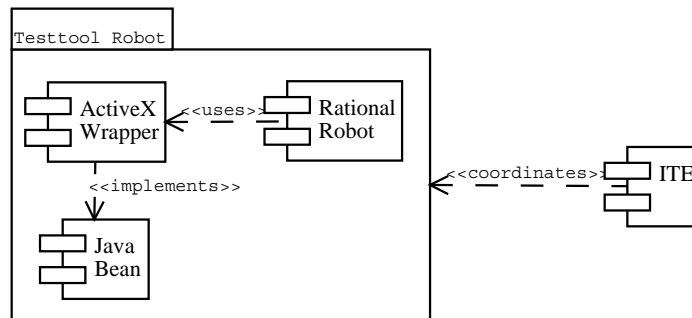 Testtool Robot
ActiveX
Wrapper
<<uses>>
Rational
Robot
<<coordinates>>
ITE
<<implements>>
Java
Bean